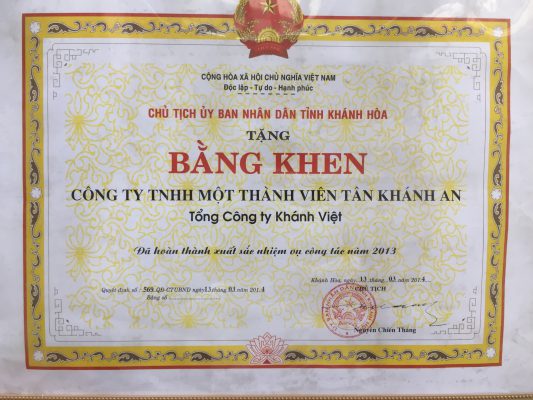 CỘNG HÒA XÃ HỘI CHỦ NGHĨA VIỆT NAM
Độc lập - Tự do - Hạnh phúc
CHỦ TỊCH ỦY BAN NHÂN DÂN TỈNH KHÁNH HÒA
TẶNG
BẰNG KHEN
CÔNG TY TNHH MỘT THÀNH VIÊN TÂN KHÁNH AN
Tổng Công ty Khánh Việt
Đã hoàn thành xuất sắc nhiệm vụ công tác năm 2013
Khánh Hòa, ngày 13 tháng 03 năm 2014
Quyết định, số : 569 QĐ-CTUBND ngày 13 tháng 03 năm 2014
Bảng số
CHỦ TỊCH
Nguyễn Chiến Thắng